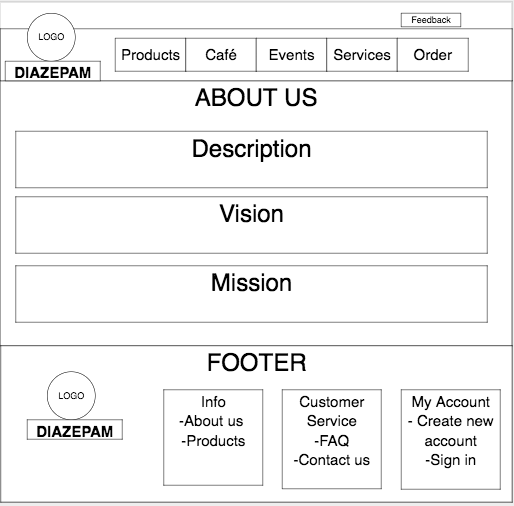 Feedback
LOGO
DIAZEPAM
Products Café Events Services Order
ABOUT US
Description
Vision
Mission
FOOTER
LOGO
DIAZEPAM
Info
-About us
-Products
Customer
Service
-FAQ
-Contact us
My Account
- Create new
account
-Sign in